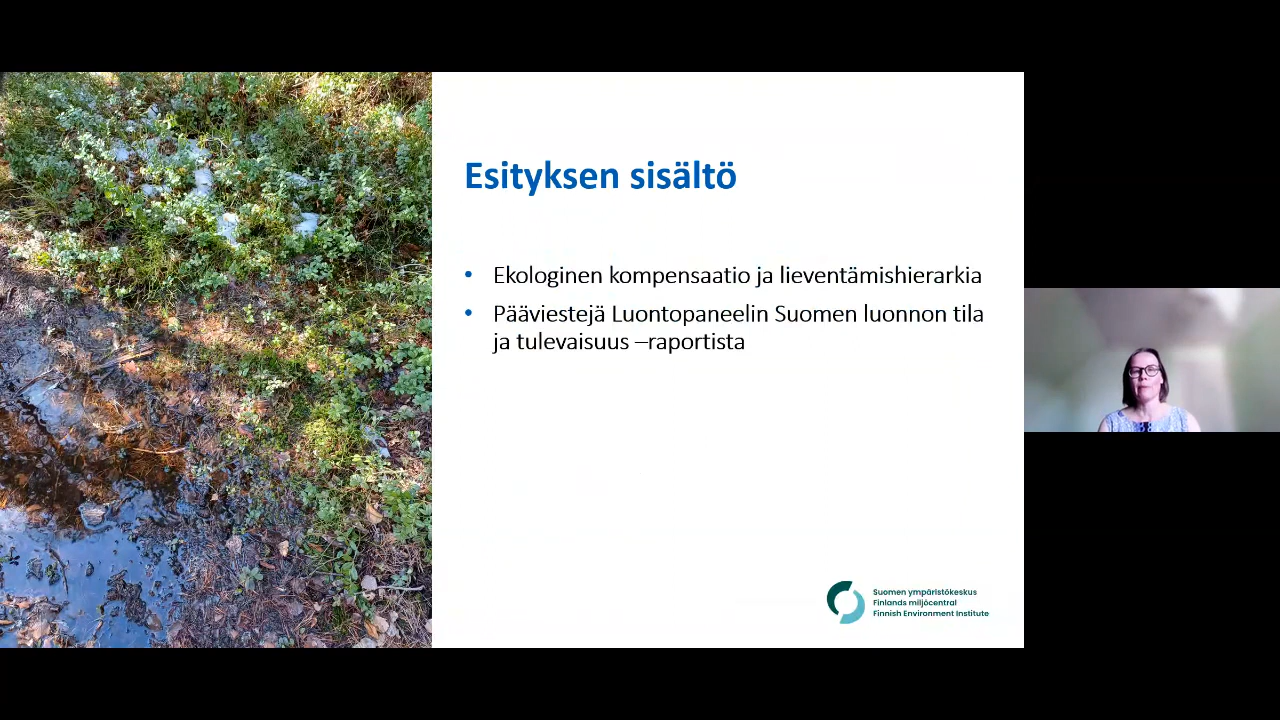 Esityksen sisältö
• Ekologinen kompensaatio ja lieventämishierarkia
• Pääviestejä Luontopaneelin Suomen luonnon tila
ja tulevaisuus –raportista
Suomen ympäristökeskus
Finlands miljöcentral
Finnish Environment Institute